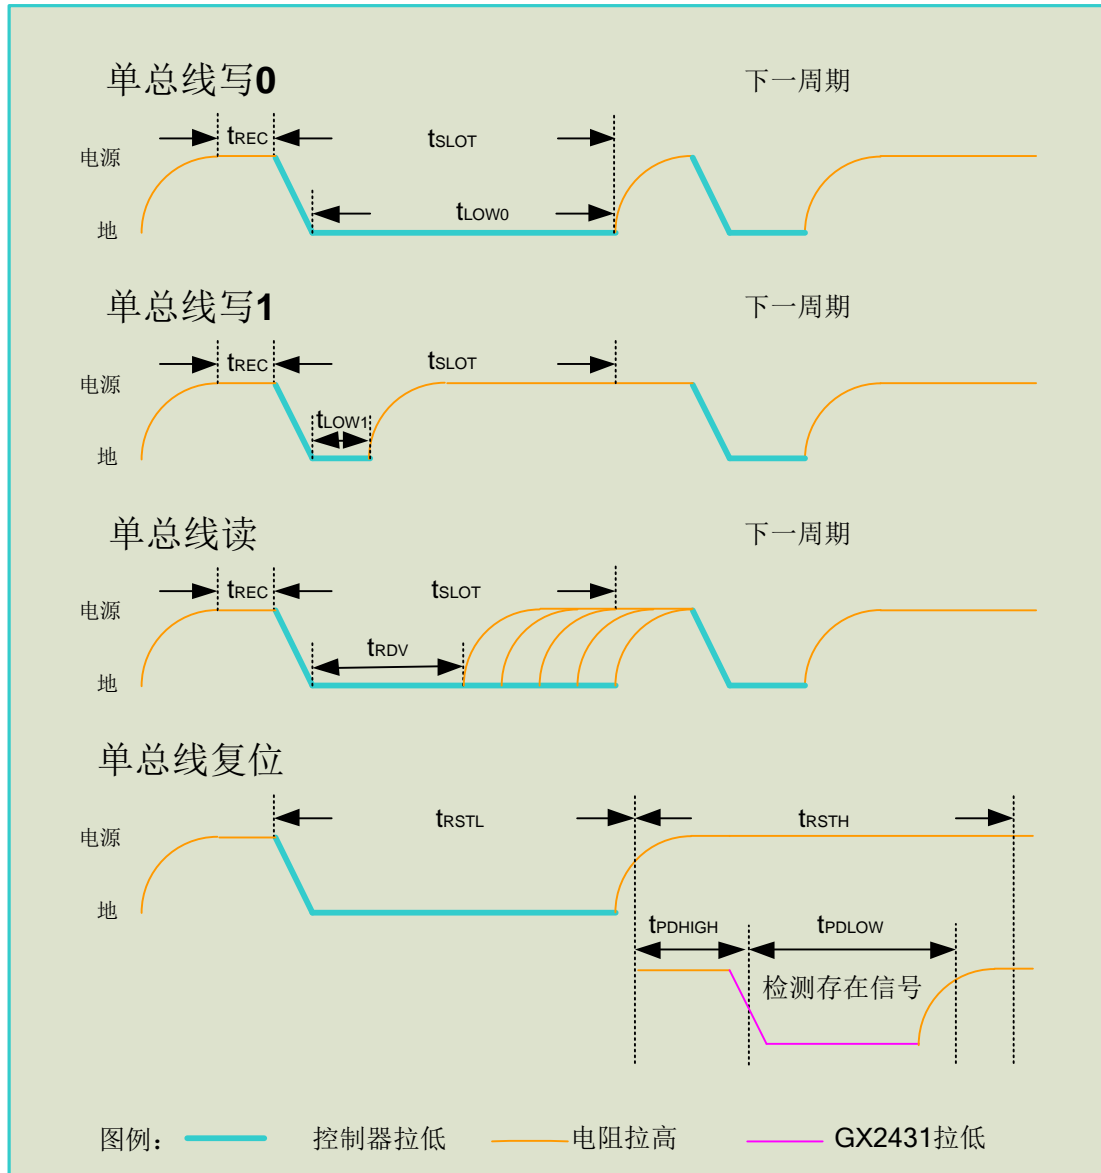 单总线写0 下一周期
tREC tSLOT
电源
tLOW0
地
单总线写1 下一周期
tREC tSLOT
电源
tLOW1
地
单总线读 下一周期
tREC tSLOT
电源
tRDV
地
单总线复位
tRSTL tRSTH
电源
地
tPDHIGH tPDLOW
检测存在信号
图例: 控制器拉低 电阻拉高 GX2431拉低